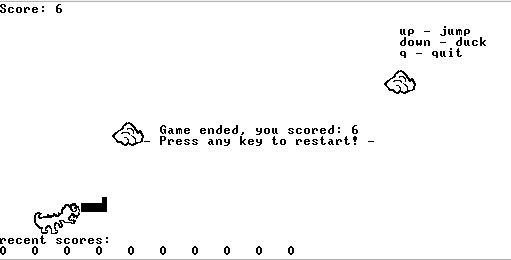 Score: 6
up - jump
down - duck
q - quit
Game ended, you scored: 6
- Press any key to restart! -
recent scores:
0 0 0 0 0 0 0 0 0 0